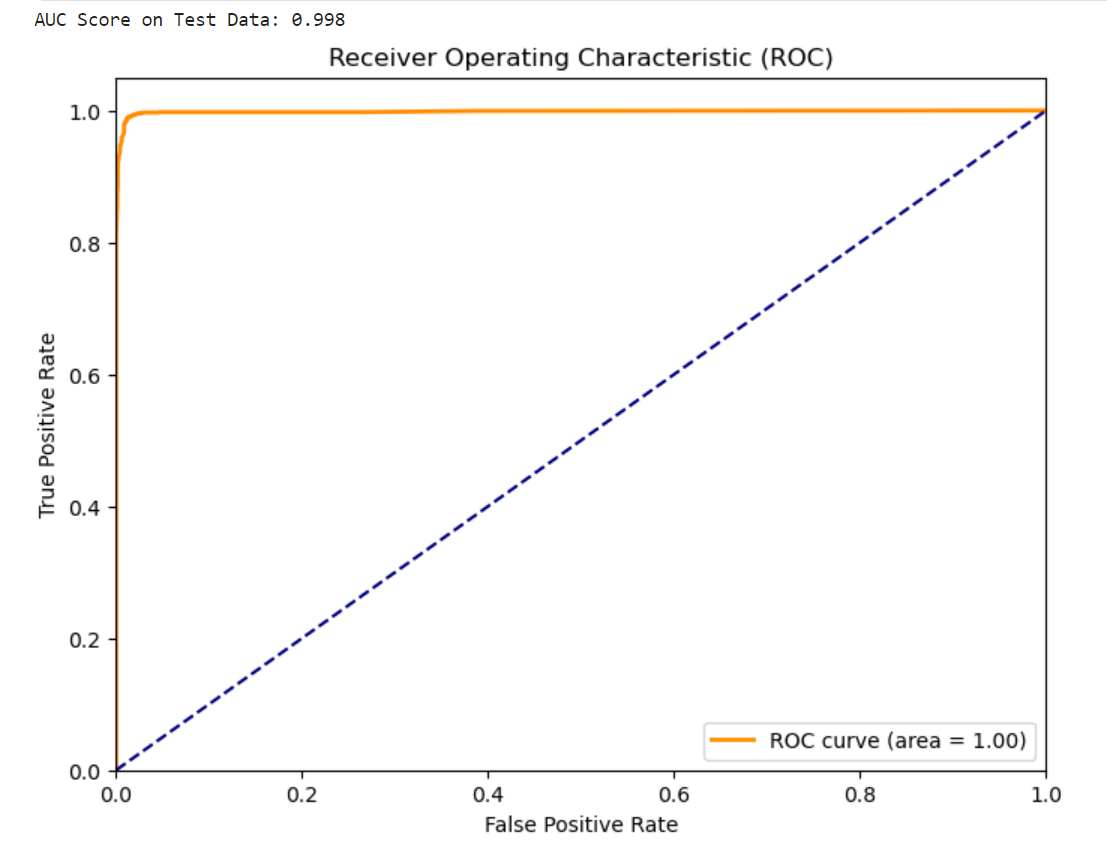 AUC Score on Test Data: 0.998
Receiver Operating Characteristic (ROC)
1.0
0.8
0.6
0.4
0.2
0.0
True Positive Rate
ROC curve (area = 1.00)
0.0 0.2 0.4 0.6 0.8 1.0
False Positive Rate